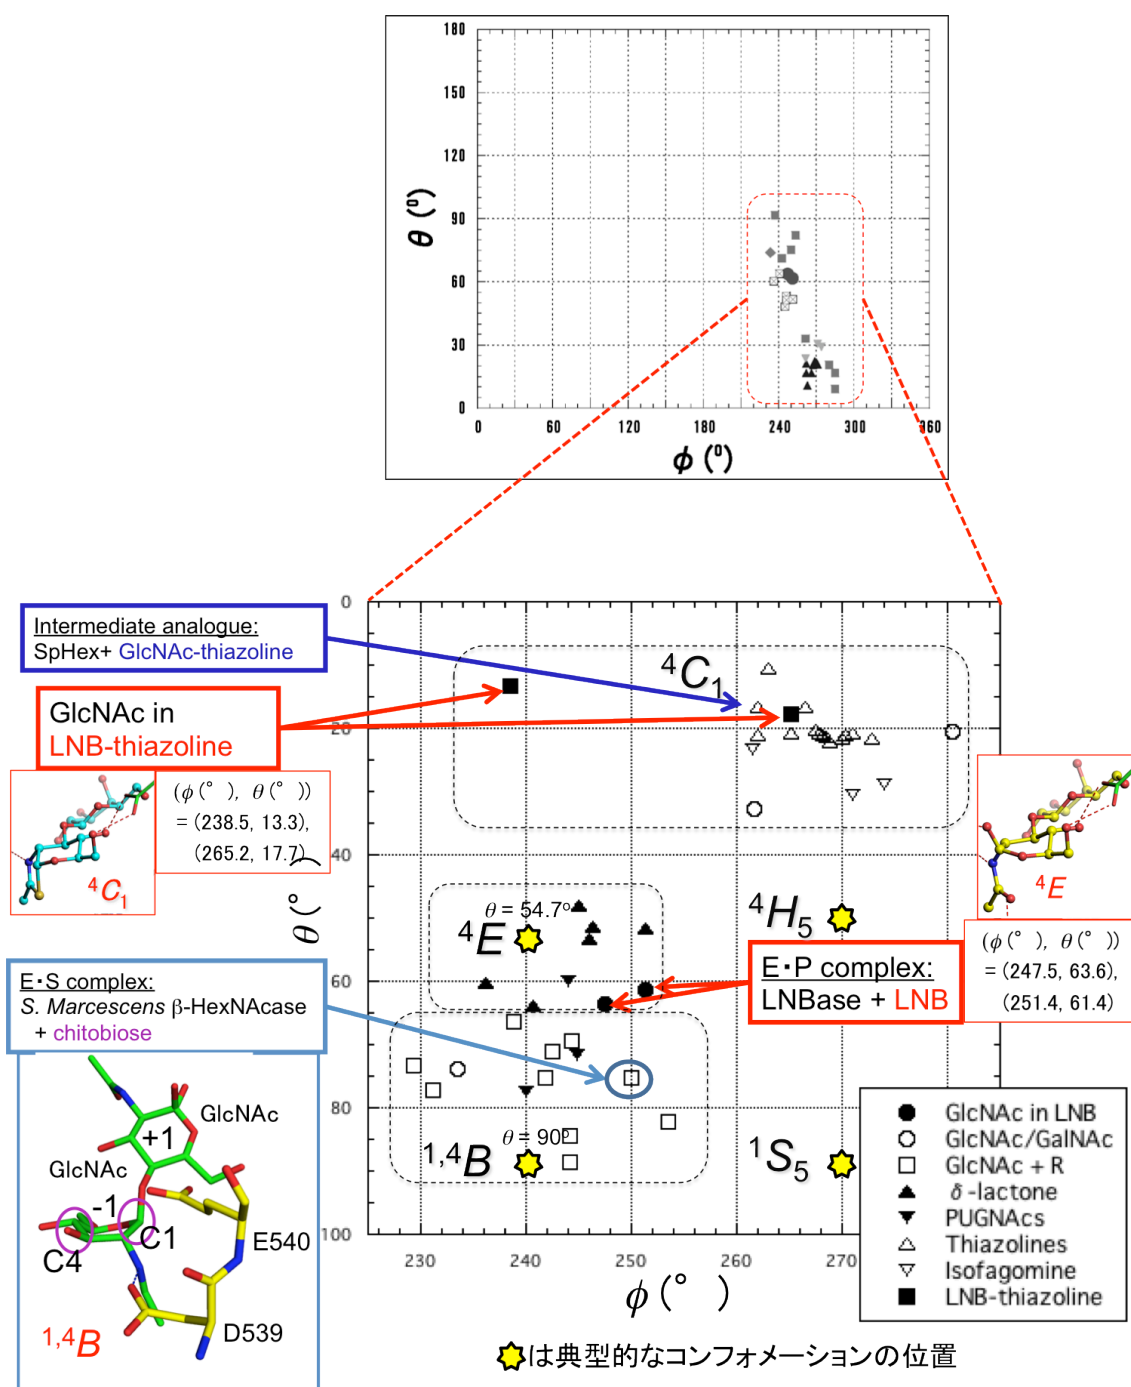 180
150
120
90
60
30
0
θ (°)
0 60 120 180 240 300 360
ϕ (°)
Intermediate analogue:
SpHex+ GlcNAc-thiazoline
GlcNAc in
LNB-thiazoline
(ϕ(°), θ(°))
= (238.5, 13.3),
(265.2, 17.7)
⁴C₁
⁴C₁
0
20
40
60
80
100
θ (°)
⁴E
(ϕ(°), θ(°))
= (247.5, 63.6),
(251.4, 61.4)
θ = 54.7°
⁴E
⁴H₅
E・P complex:
LNBase + LNB
E・S complex:
S. Marcescens β-HexNAcase
+ chitobiose
GlcNAc
+1
GlcNAc
-1
C1
C4
E540
D539
¹,⁴B
θ = 90°
¹,⁴B
¹S₅
230 240 250 260 270
ϕ (°)
GlcNAc in LNB
GlcNAc/GalNAc
GlcNAc + R
δ-lactone
PUGNAcs
Thiazolines
Isofagomine
LNB-thiazoline
は典型的なコンフォメーションの位置